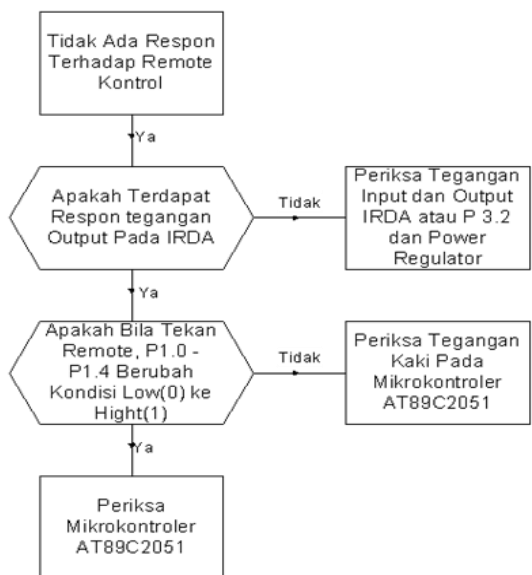 Tidak Ada Respon
Terhadap Remote
Kontrol
Ya
Apakah Terdapat
Respon tegangan
Output Pada IRDA
Tidak
Periksa Tegangan
Input dan Output
IRDA atau P 3.2
dan Power
Regulator
Ya
Apakah Bila Tekan
Remote, P1.0 -
P1.4 Berubah
Kondisi Low(0) ke
Hight(1)
Tidak
Periksa Tegangan
Kaki Pada
Mikrokontroler
AT89C2051
Ya
Periksa
Mikrokontroler
AT89C2051